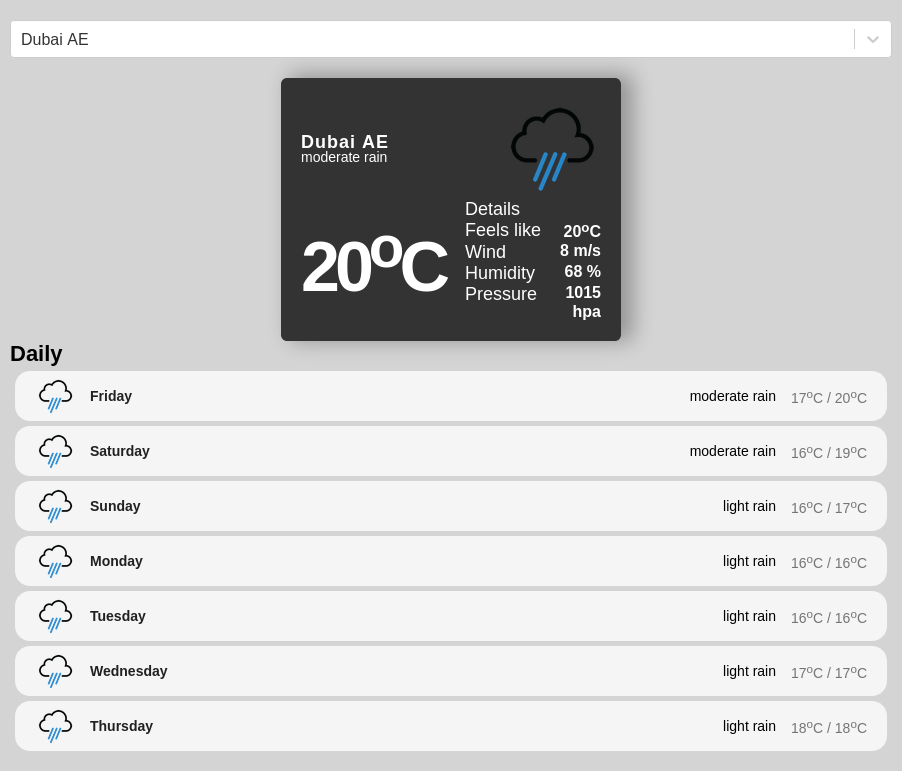 Dubai AE
Dubai AE
moderate rain
20°C
Details
Feels like 20°C
Wind 8 m/s
Humidity 68 %
Pressure 1015
hpa
Daily
Friday moderate rain 17°C / 20°C
Saturday moderate rain 16°C / 19°C
Sunday light rain 16°C / 17°C
Monday light rain 16°C / 16°C
Tuesday light rain 16°C / 16°C
Wednesday light rain 17°C / 17°C
Thursday light rain 18°C / 18°C